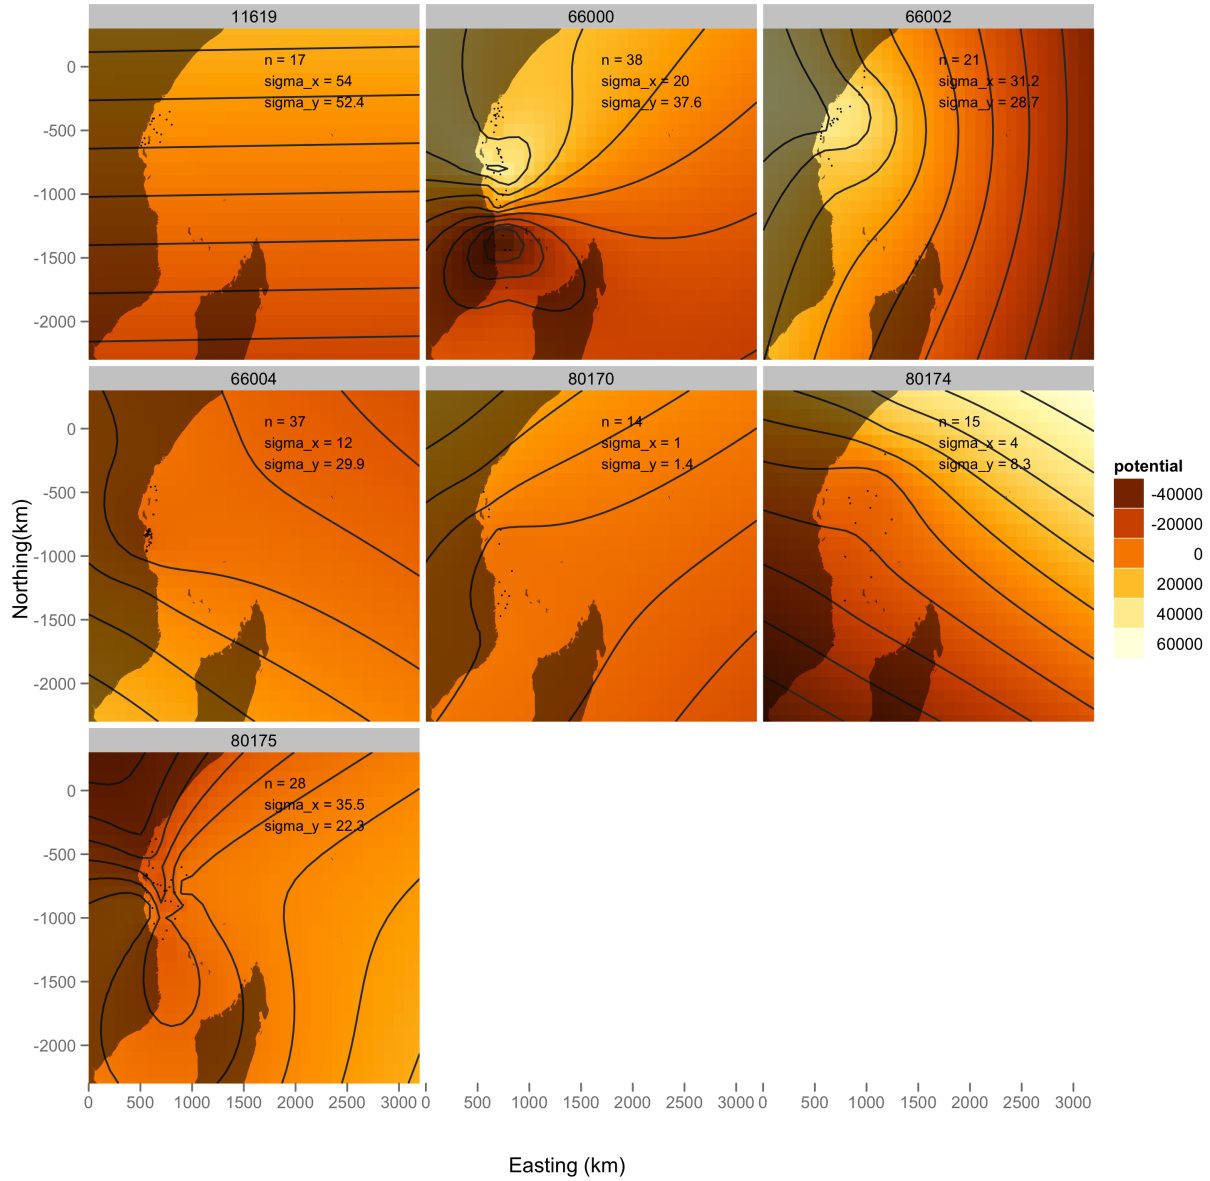 11619
66000
66002
n = 17
sigma_x = 54
sigma_y = 52.4
n = 38
sigma_x = 20
sigma_y = 37.6
n = 21
sigma_x = 31.2
sigma_y = 28.7
0
-500
-1000
-1500
-2000
66004
80170
80174
n = 37
sigma_x = 12
sigma_y = 29.9
n = 14
sigma_x = 1
sigma_y = 1.4
n = 15
sigma_x = 4
sigma_y = 8.3
0
-500
-1000
-1500
-2000
Northing(km)
potential
-40000
-20000
0
20000
40000
60000
80175
n = 28
sigma_x = 35.5
sigma_y = 22.3
0
-500
-1000
-1500
-2000
0 500 1000 1500 2000 2500 3000
0 500 1000 1500 2000 2500 3000
0 500 1000 1500 2000 2500 3000
Easting (km)